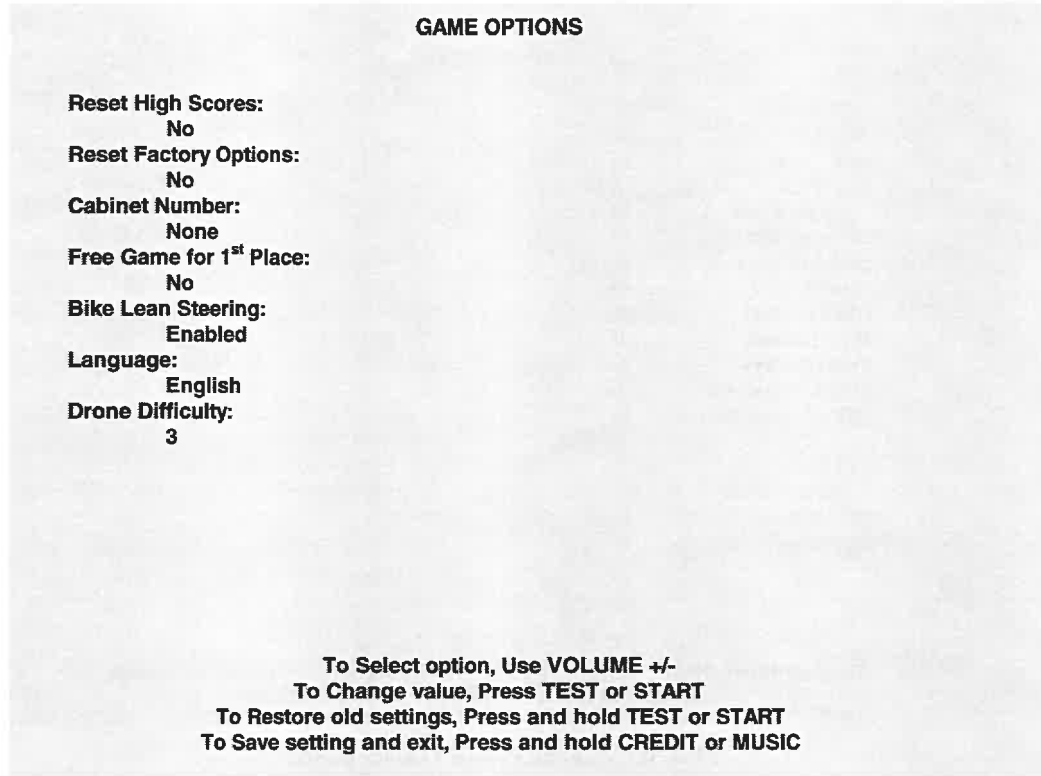 GAME OPTIONS
Reset High Scores:
No
Reset Factory Options:
No
Cabinet Number:
None
Free Game for 1st Place:
No
Bike Lean Steering:
Enabled
Language:
English
Drone Difficulty:
3
To Select option, Use VOLUME +/-
To Change value, Press TEST or START
To Restore old settings, Press and hold TEST or START
To Save setting and exit, Press and hold CREDIT or MUSIC